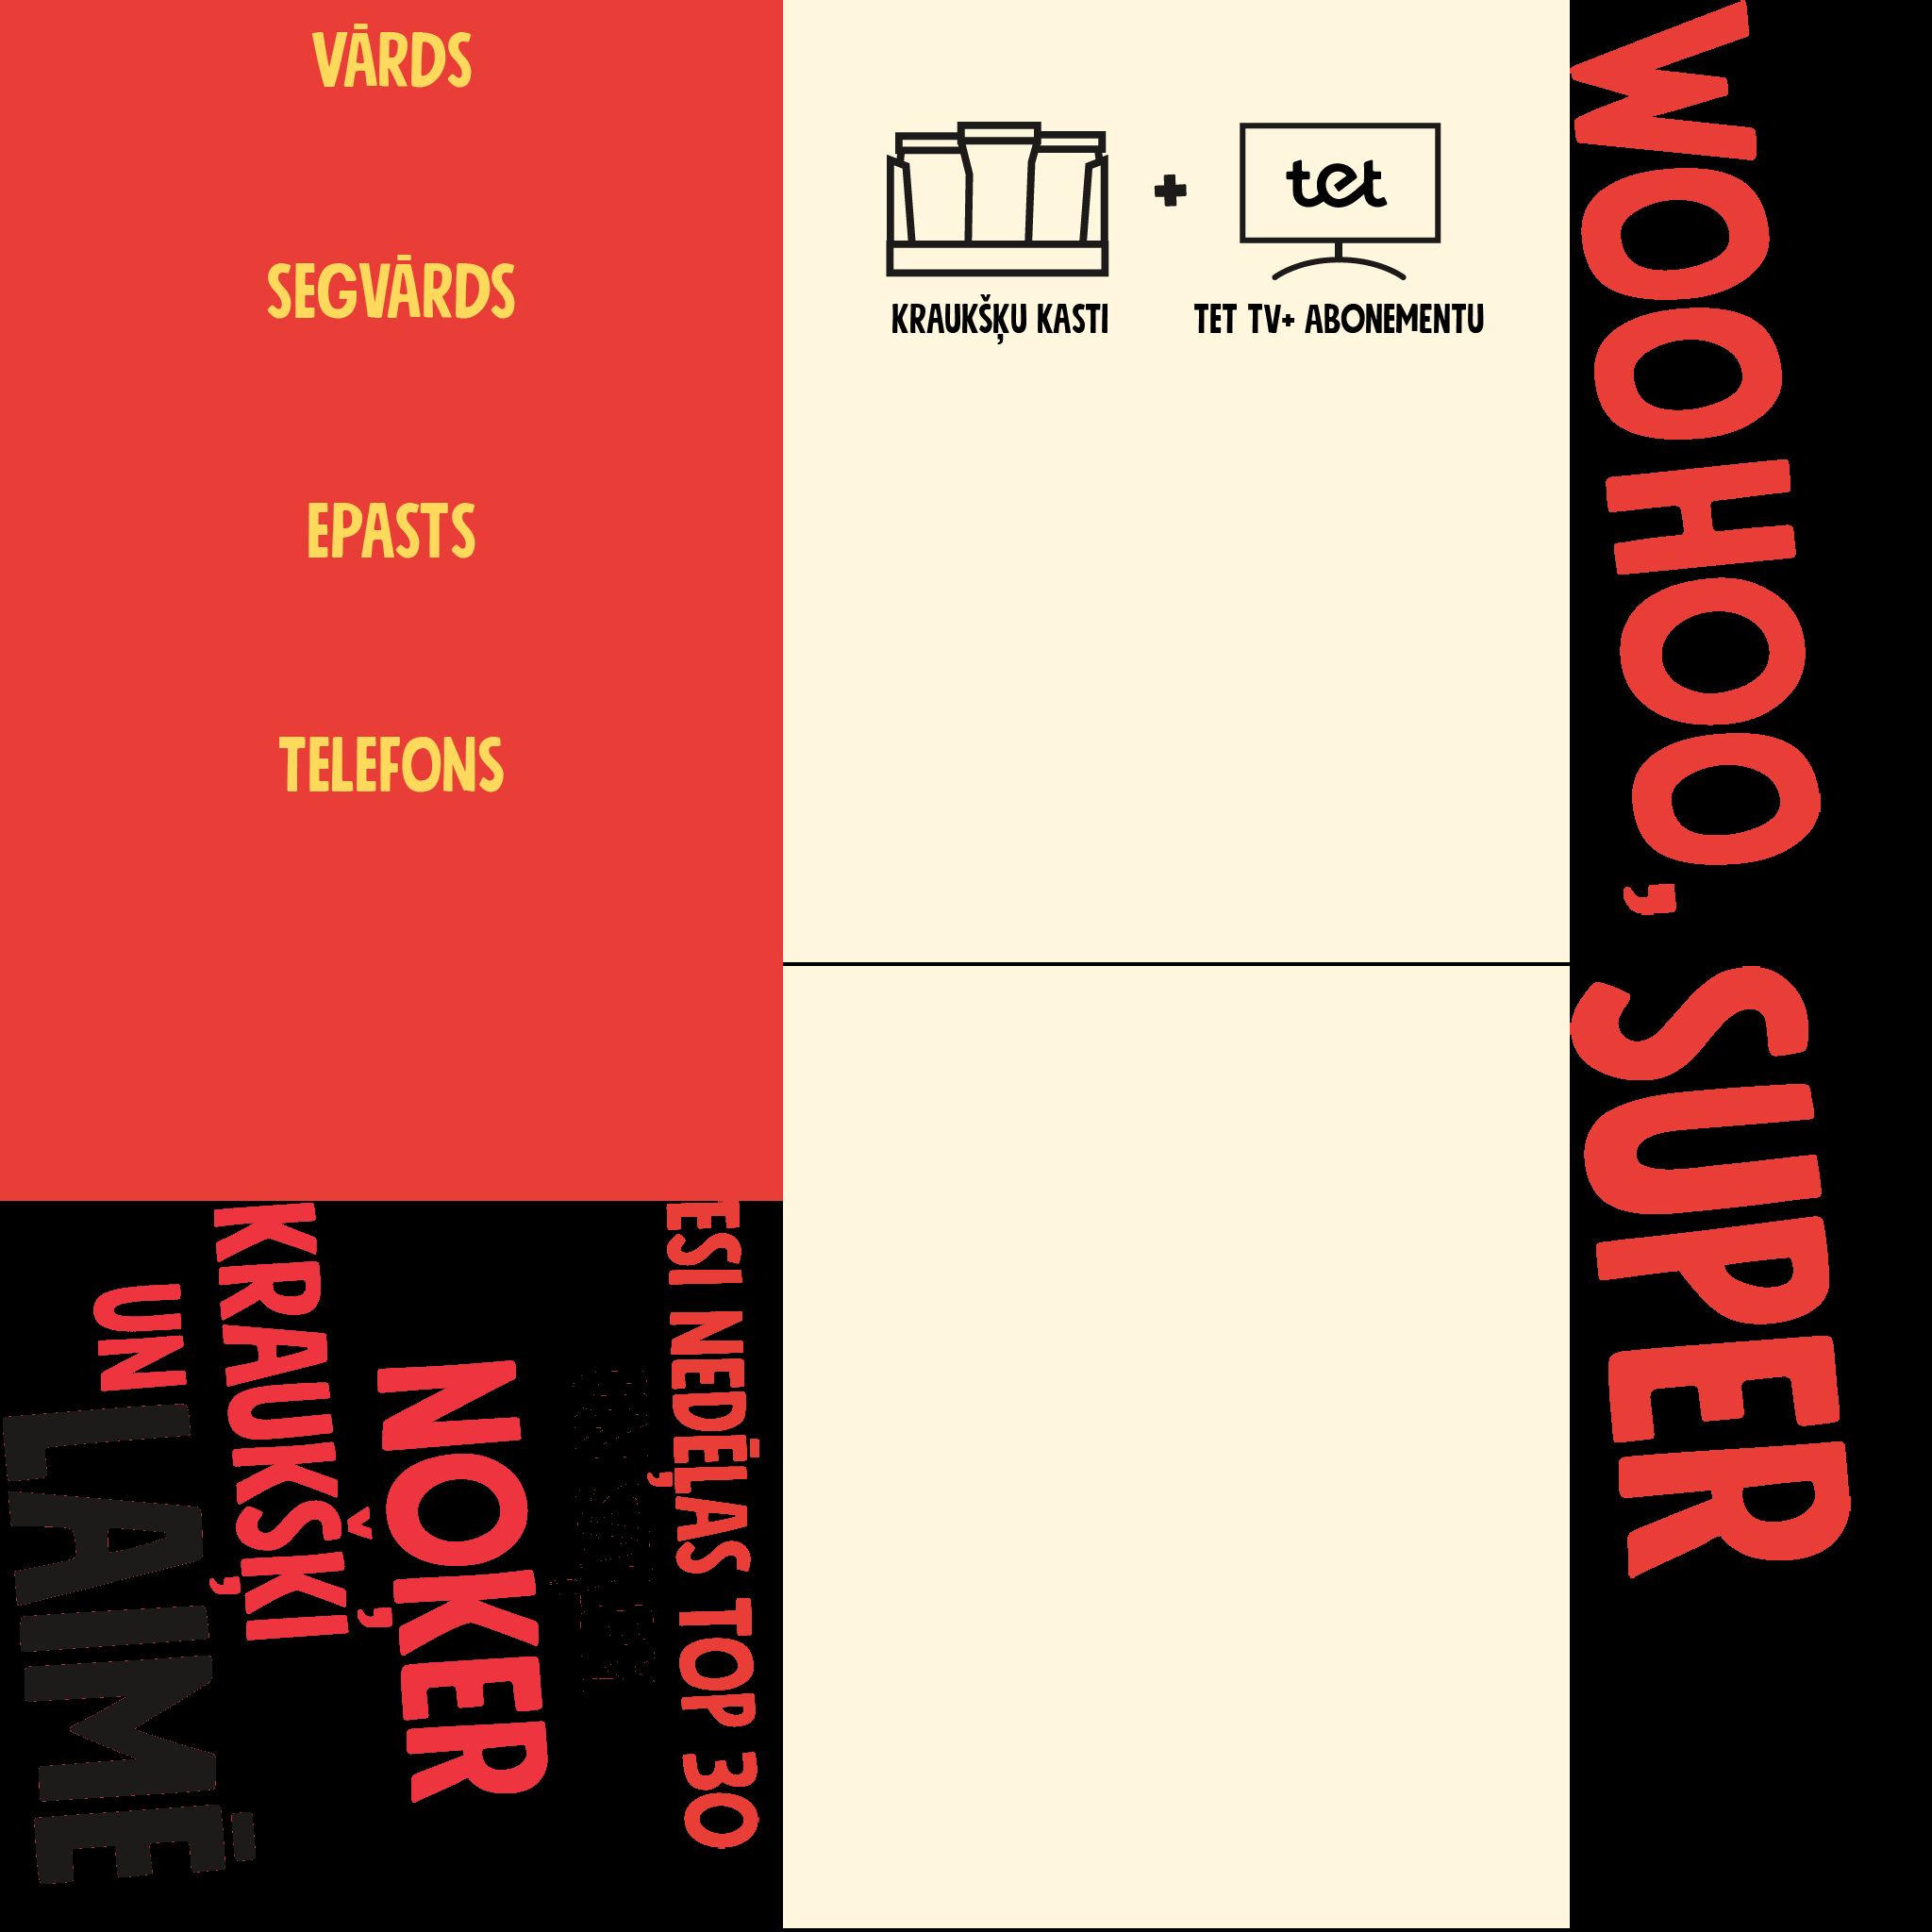 VĀRDS
SEGVĀRDS
EPASTS
TELEFONS
tet
KRAUKŠĶU KASTI
+
TET TV+ ABONEMENTU
WOOHOO,
SUPER
ESI NEDĒĻAS TOP 30
NOĶER
KRAUKŠĶI
UN
LAIMĒ